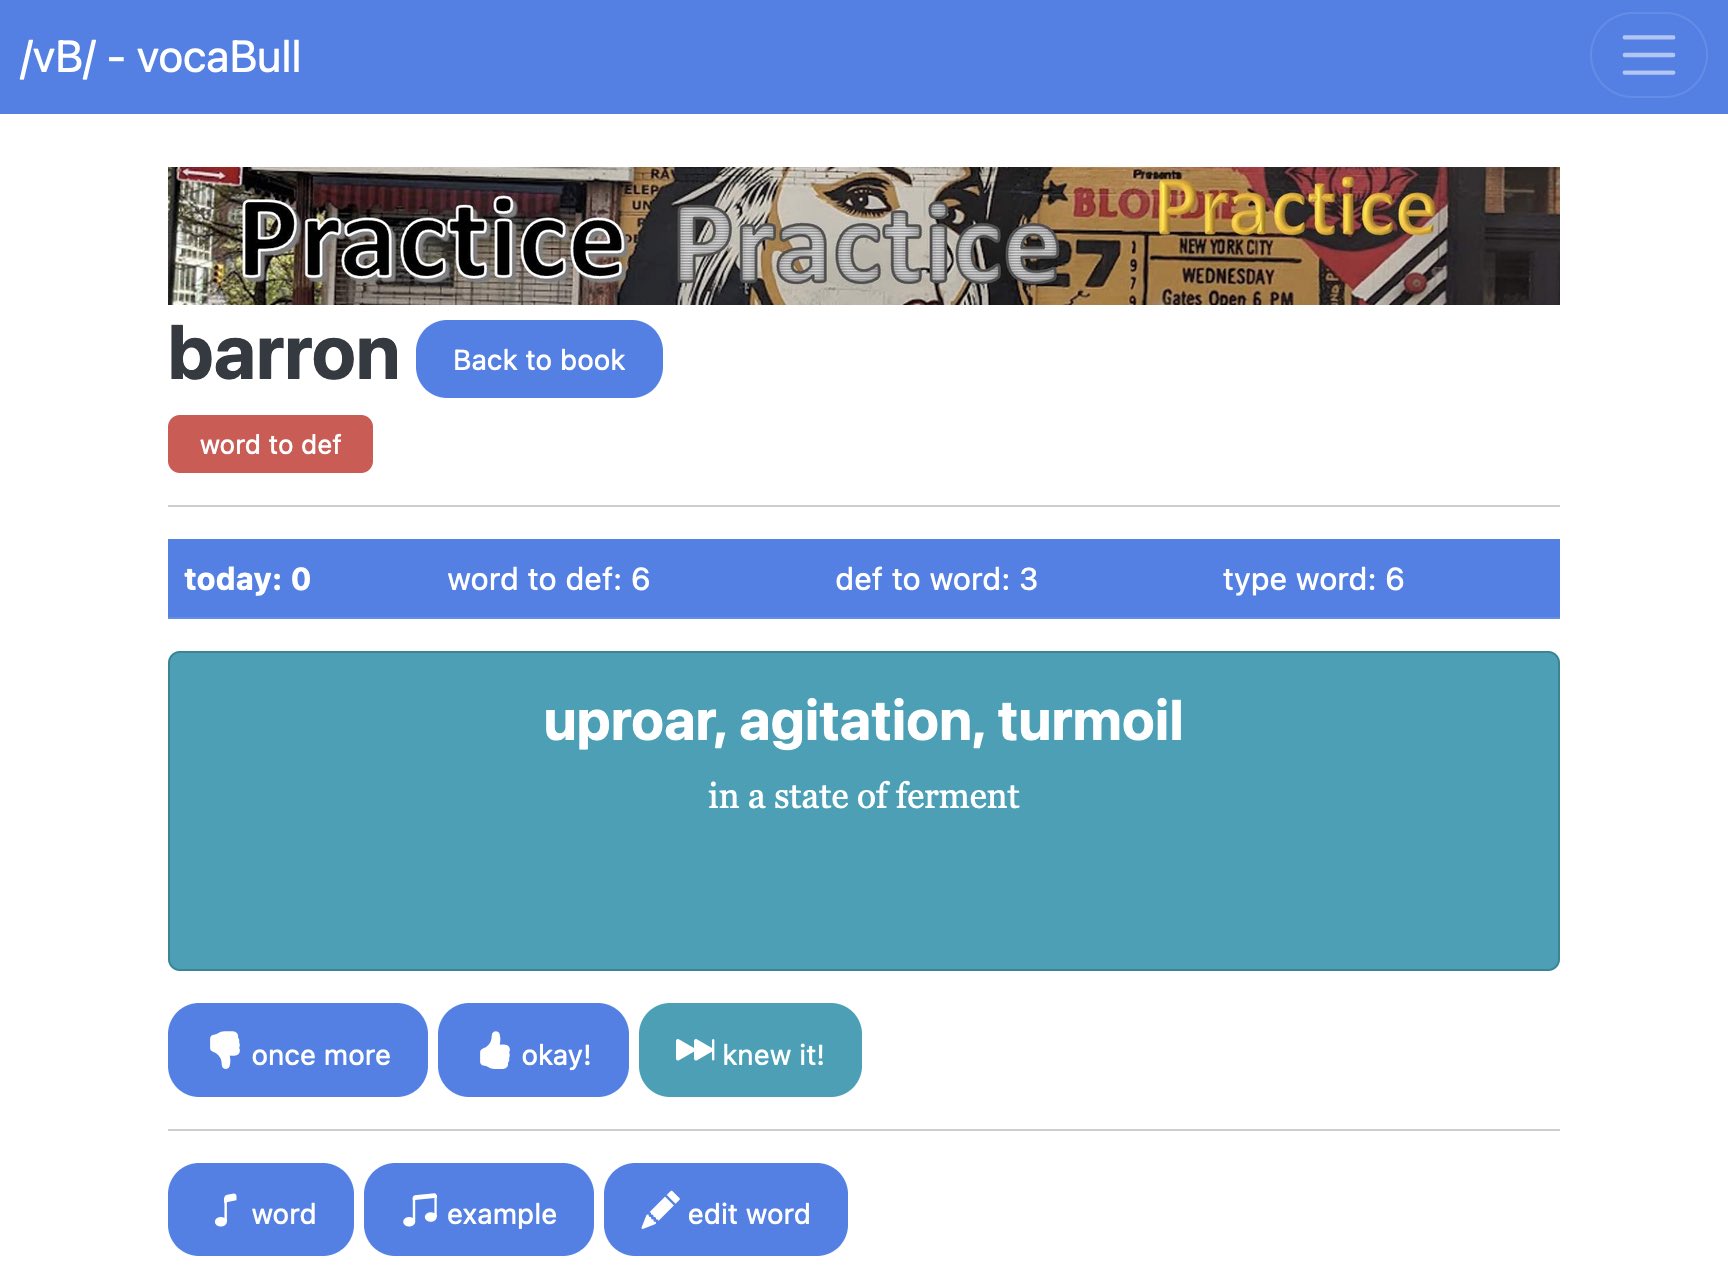 /vB/ - vocaBull
Practice Practice Practice
Presents
BLONDIE
1977
NEW YORK CITY
WEDNESDAY
Gates Open 6 PM
barron Back to book
word to def
today: 0 word to def: 6 def to word: 3 type word: 6
uproar, agitation, turmoil
in a state of ferment
once more okay! knew it!
word example edit word